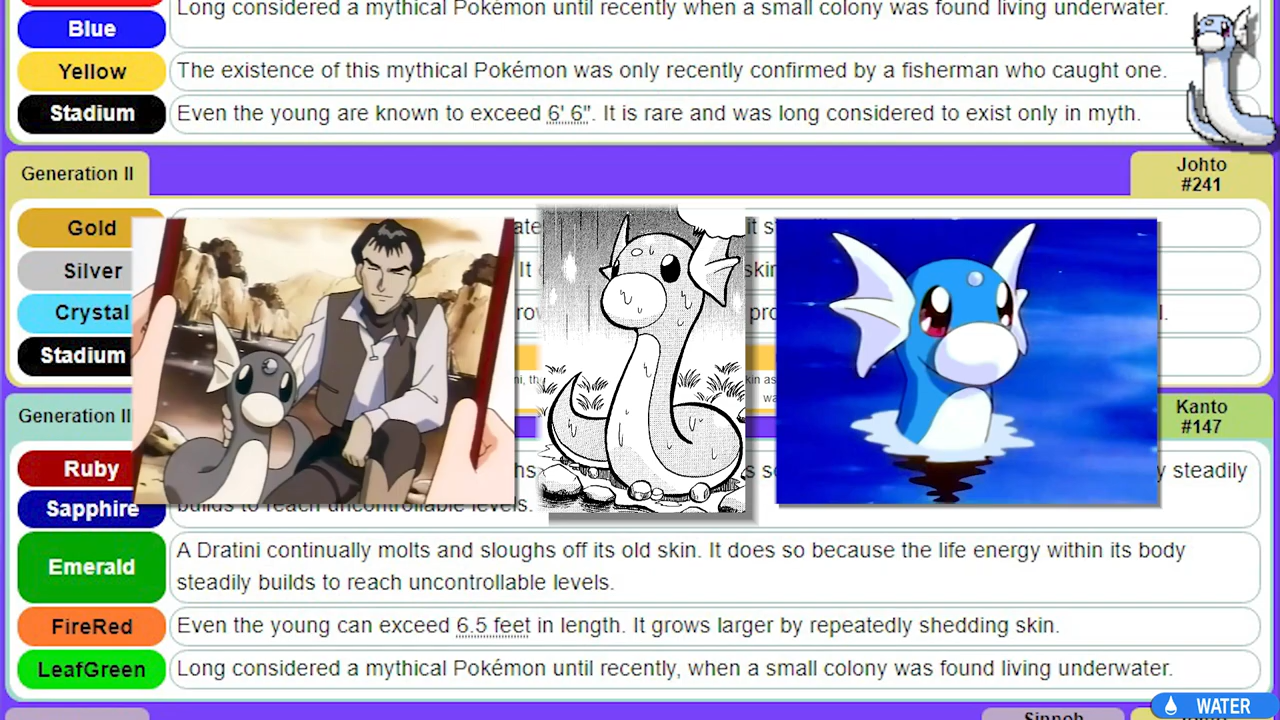 Long considered a mythical Pokémon until recently when a small colony was found living underwater.
Blue
Yellow
The existence of this mythical Pokémon was only recently confirmed by a fisherman who caught one.
Stadium
Even the young are known to exceed 6' 6". It is rare and was long considered to exist only in myth.
Generation II
Johto
#241
Gold
Silver
It
skin
Crystal
Stadium
Generation II
Kanto
#147
Ruby
y steadily
Sapphire
builds to reach uncontrollable levels.
Emerald
A Dratini continually molts and sloughs off its old skin. It does so because the life energy within its body
steadily builds to reach uncontrollable levels.
FireRed
Even the young can exceed 6.5 feet in length. It grows larger by repeatedly shedding skin.
LeafGreen
Long considered a mythical Pokémon until recently, when a small colony was found living underwater.
WATER
Sinnoh